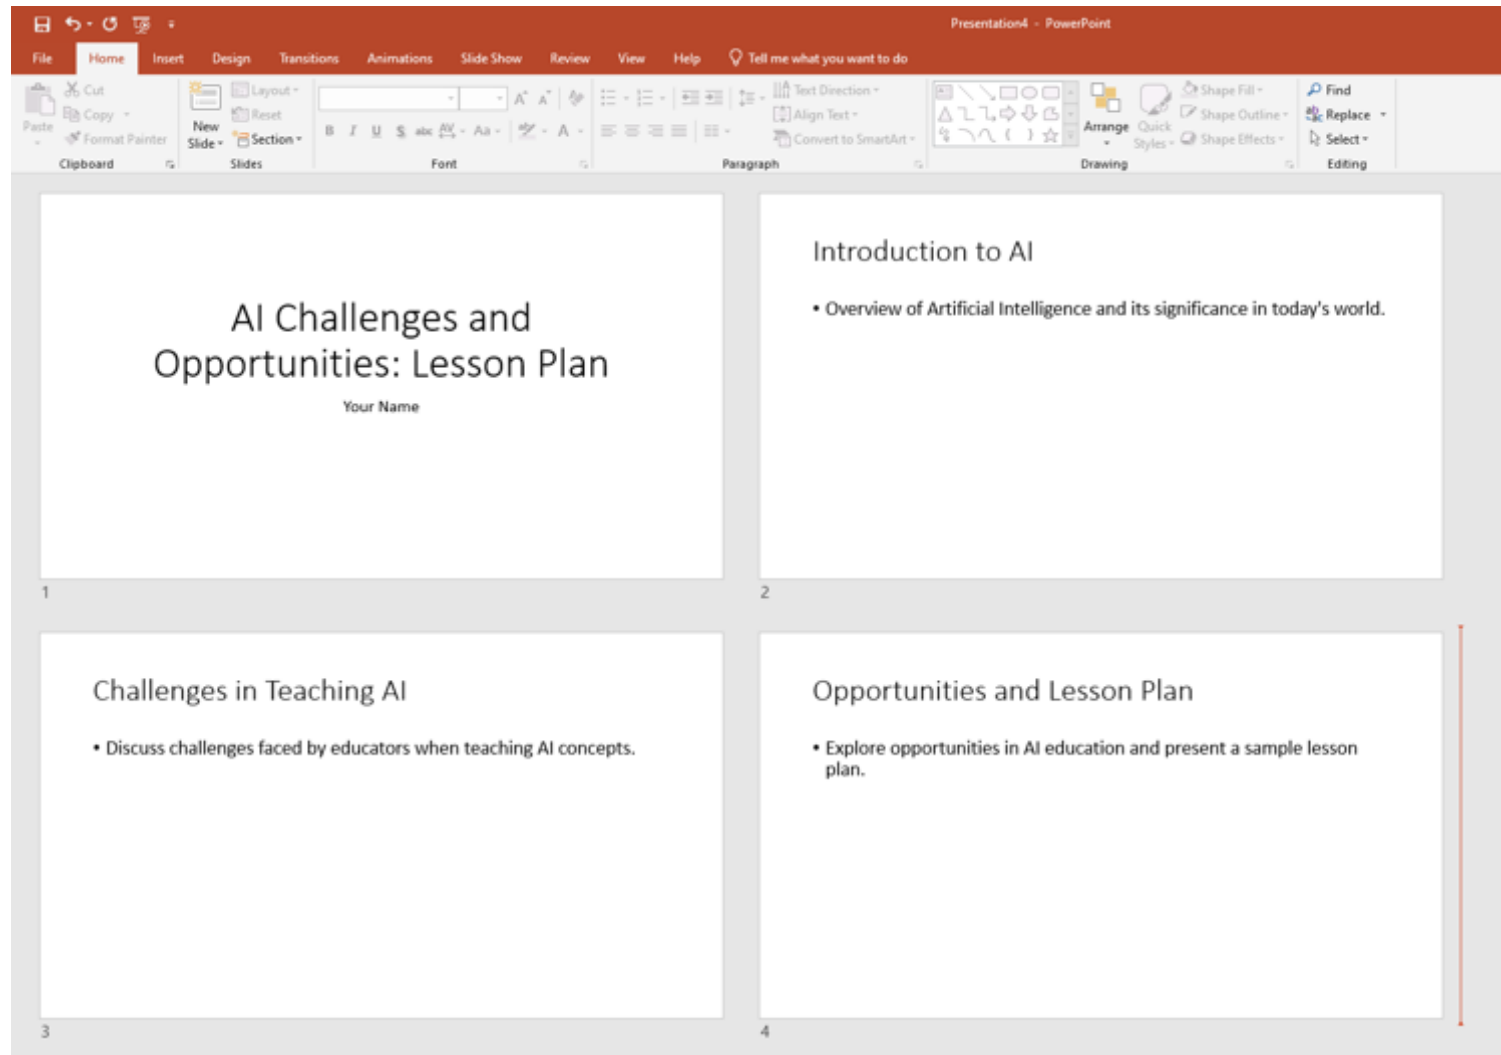 Presentation4 - PowerPoint
File Home Insert Design Transitions Animations Slide Show Review View Help Tell me what you want to do
Paste
Cut
Copy
Format Painter
Clipboard
New
Slide
Layout
Reset
Section
Slides
B I U S abc AV Aa A
Font
Text Direction
Align Text
Convert to SmartArt
Paragraph
Arrange
Quick
Styles
Shape Fill
Shape Outline
Shape Effects
Drawing
Find
Replace
Select
Editing
AI Challenges and
Opportunities: Lesson Plan
Your Name
1
Introduction to AI
• Overview of Artificial Intelligence and its significance in today's world.
2
Challenges in Teaching AI
• Discuss challenges faced by educators when teaching AI concepts.
3
Opportunities and Lesson Plan
• Explore opportunities in AI education and present a sample lesson
plan.
4